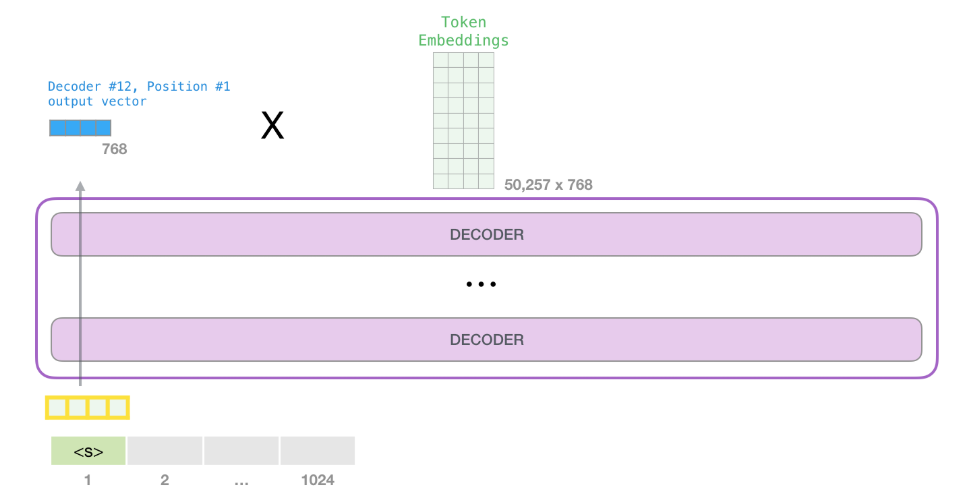 Token
Embeddings
Decoder #12, Position #1
output vector
X
768
50,257 x 768
DECODER
...
DECODER
<s>
1 2 ... 1024